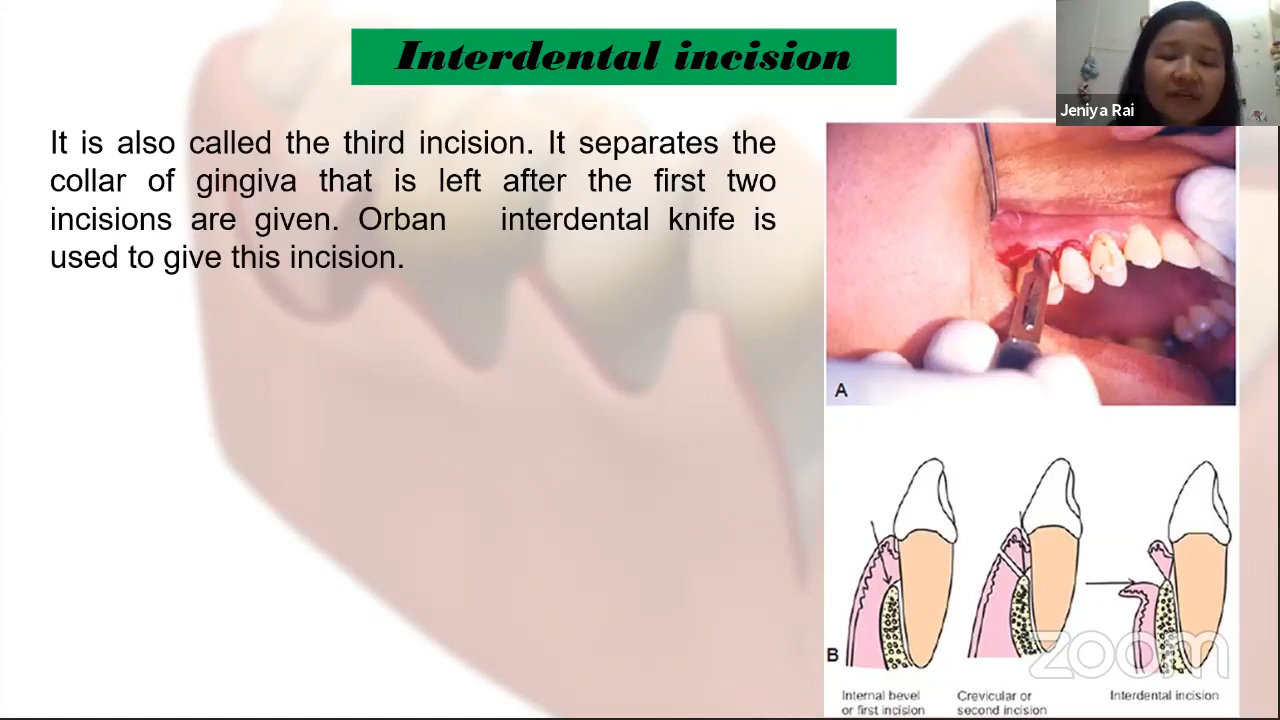 Interdental incision
Jeniya Rai
It is also called the third incision. It separates the
collar of gingiva that is left after the first two
incisions are given. Orban interdental knife is
used to give this incision.
A
B
zoom
Internal bevel
or first incision
Crevicular or
second incision
Interdental incision